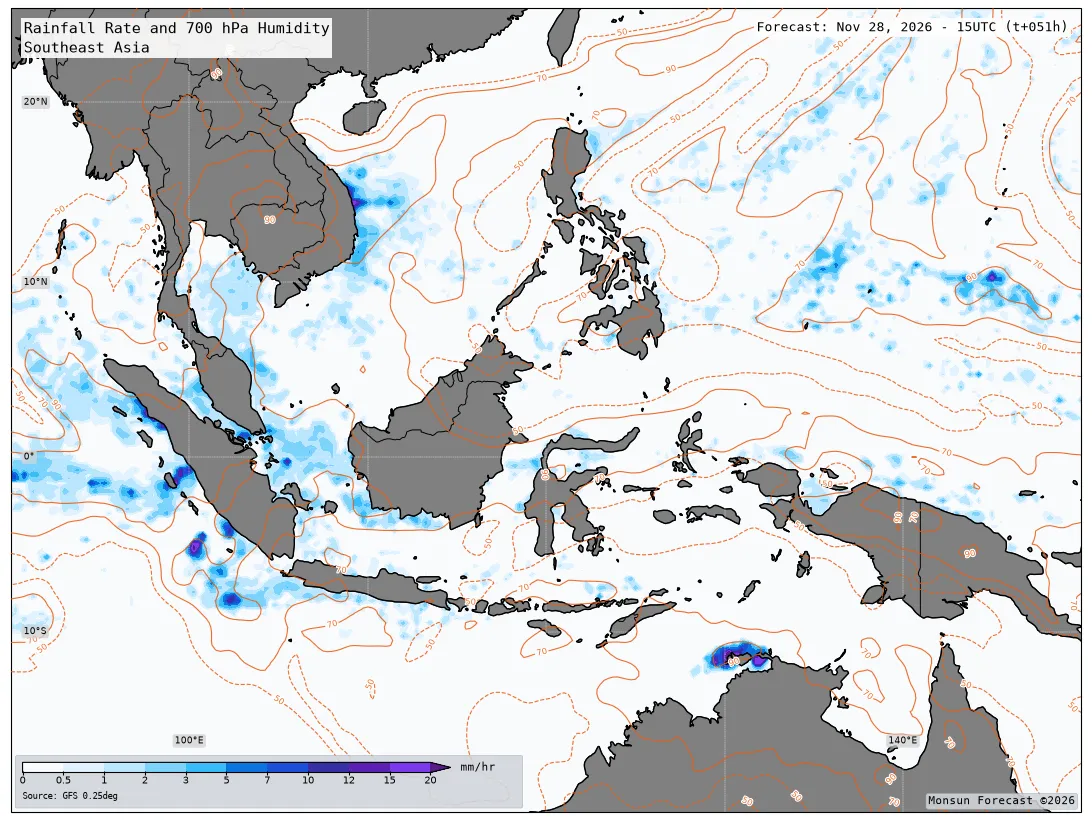 Rainfall Rate and 700 hPa Humidity
Southeast Asia
Forecast: Nov 28, 2026 - 15UTC (t+051h)
20°N
10°N
0°
10°S
100°E
140°E
mm/hr
0 0.5 1 2 3 5 7 10 12 15 20
Source: GFS 0.25deg
Monsun Forecast ©2026